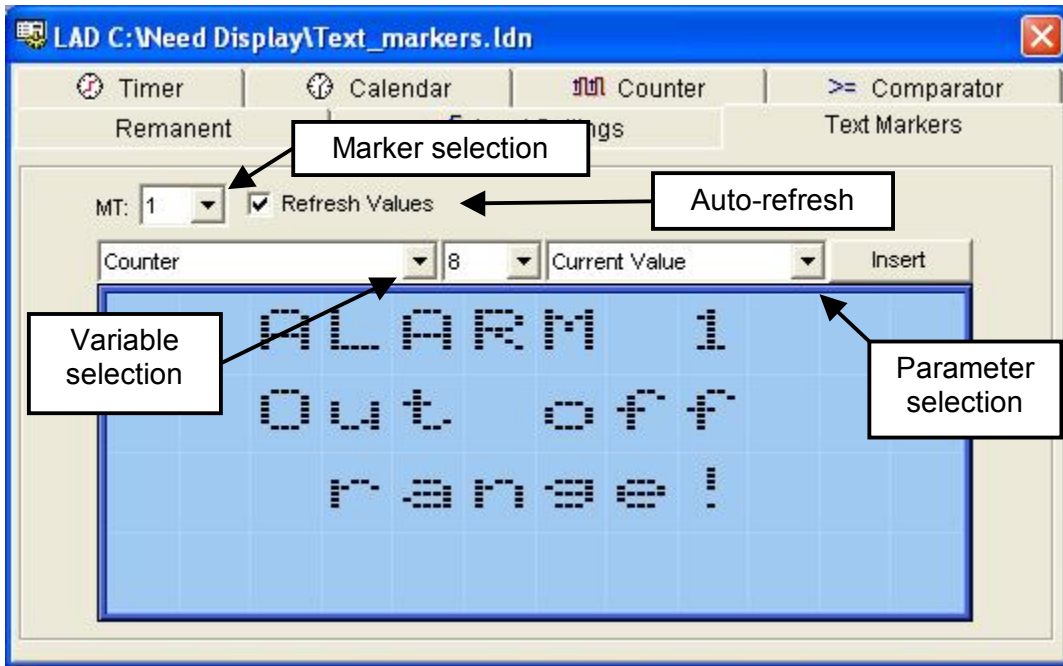 LAD C:\Need Display\Text_markers.ldn
Timer Calendar Counter >= Comparator
Remanent Text Markers
Marker selection
MT: 1 Refresh Values
Auto-refresh
Counter 8 Current Value Insert
ALARM 1
Variable
selection
Parameter
selection
Out off
range!